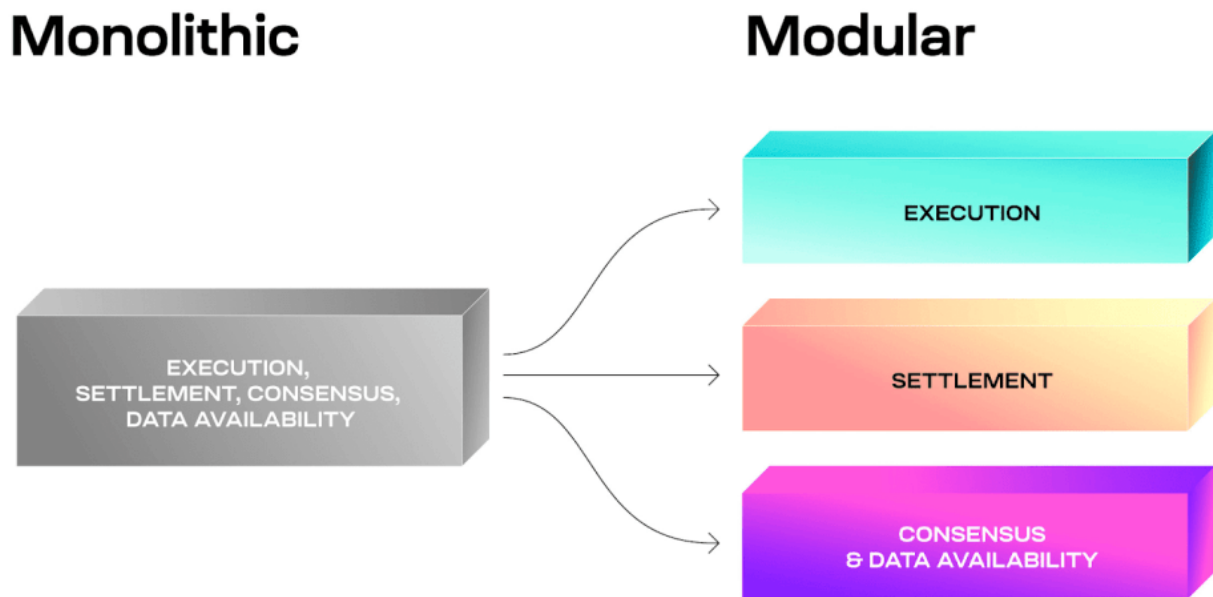 Monolithic
Modular
EXECUTION,
SETTLEMENT, CONSENSUS,
DATA AVAILABILITY
EXECUTION
SETTLEMENT
CONSENSUS
& DATA AVAILABILITY